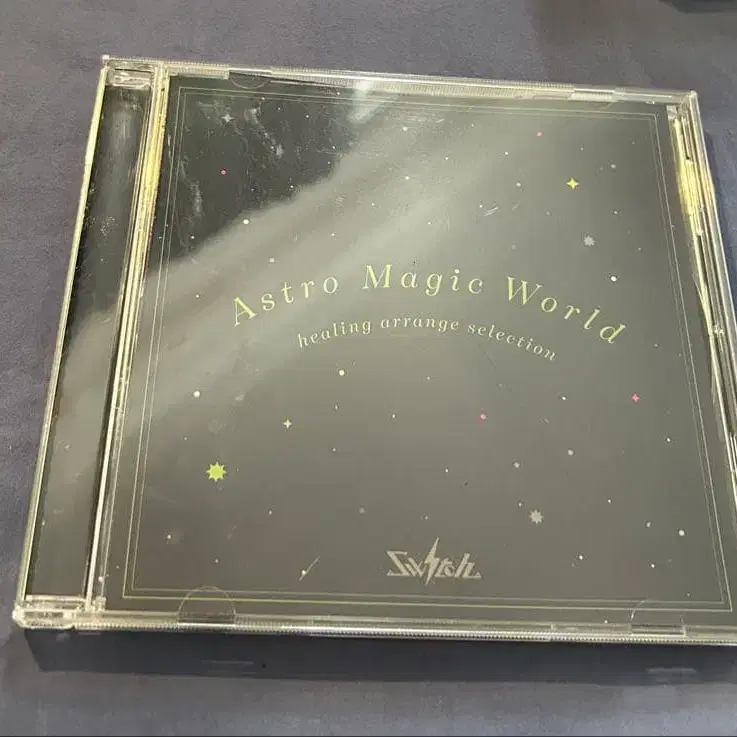 Astro Magic World
healing arrange selection
Switch